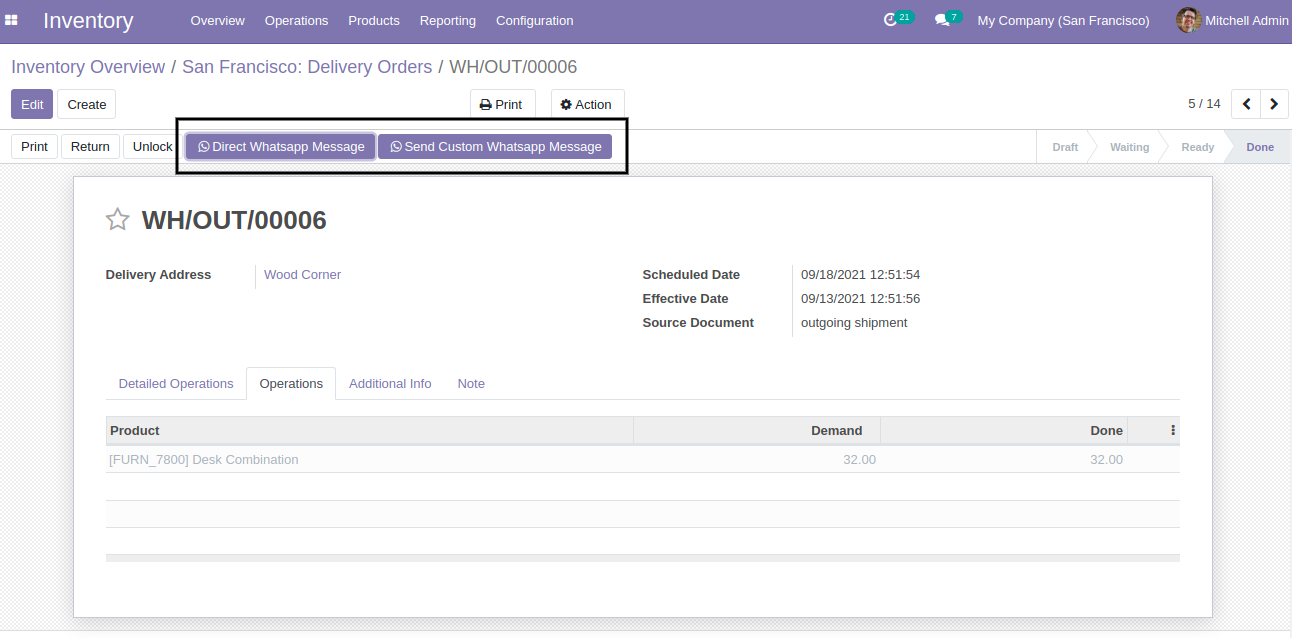 Inventory Overview Operations Products Reporting Configuration 21 7 My Company (San Francisco) Mitchell Admin
Inventory Overview / San Francisco: Delivery Orders / WH/OUT/00006
Edit Create Print Action 5 / 14
Print Return Unlock Direct Whatsapp Message Send Custom Whatsapp Message Draft Waiting Ready Done
WH/OUT/00006
Delivery Address Wood Corner Scheduled Date 09/18/2021 12:51:54
Effective Date 09/13/2021 12:51:56
Source Document outgoing shipment
Detailed Operations Operations Additional Info Note
Product Demand Done
[FURN_7800] Desk Combination 32.00 32.00